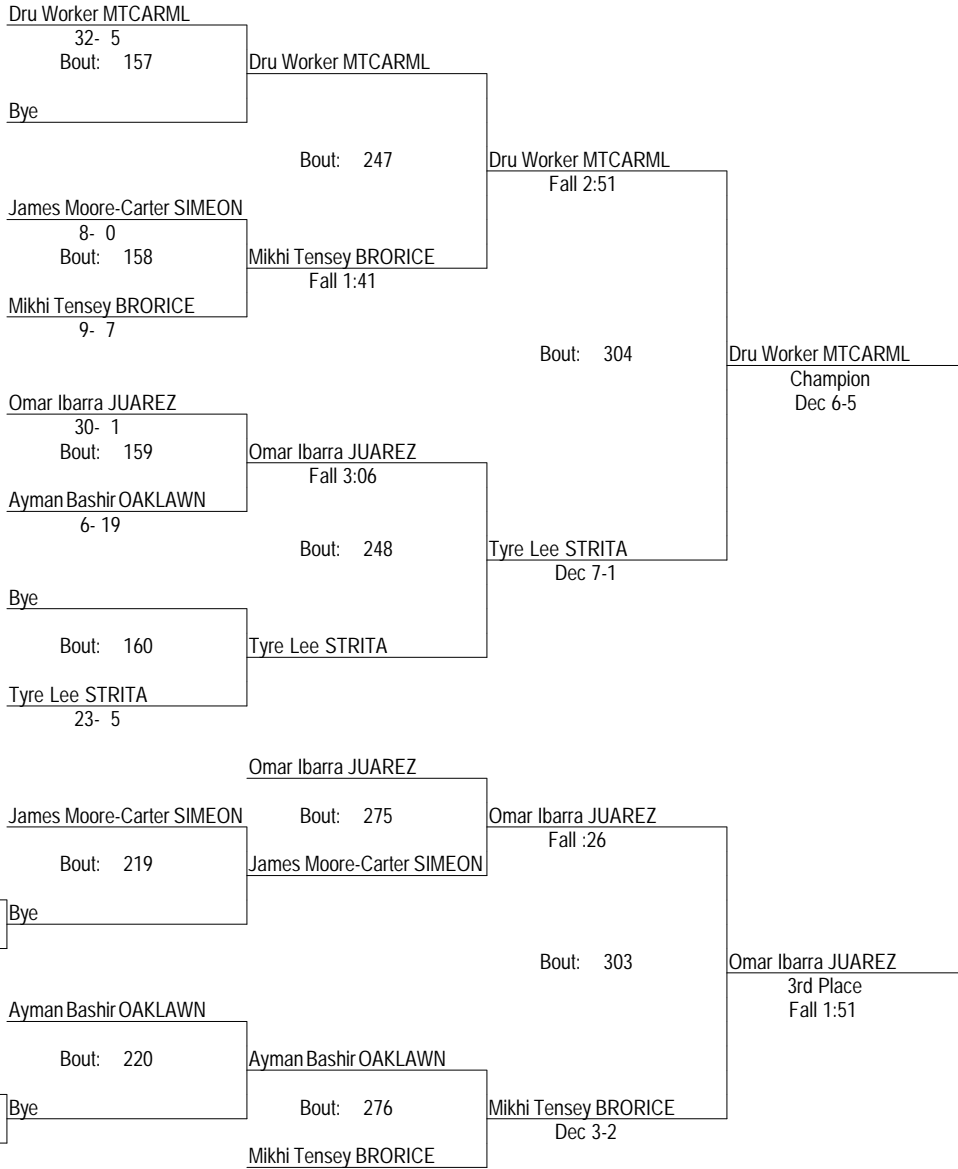 Dru Worker MTCARML
32- 5
Bout: 157
Dru Worker MTCARML
Bye
Bout: 247
Dru Worker MTCARML
Fall 2:51
James Moore-Carter SIMEON
8- 0
Bout: 158
Mikhi Tensey BRORICE
Fall 1:41
Mikhi Tensey BRORICE
9- 7
Bout: 304
Dru Worker MTCARML
Champion
Dec 6-5
Omar Ibarra JUAREZ
30- 1
Bout: 159
Omar Ibarra JUAREZ
Fall 3:06
Ayman Bashir OAKLAWN
6- 19
Bout: 248
Tyre Lee STRITA
Dec 7-1
Bye
Bout: 160
Tyre Lee STRITA
Tyre Lee STRITA
23- 5
Omar Ibarra JUAREZ
James Moore-Carter SIMEON
Bout: 275
Omar Ibarra JUAREZ
Fall :26
Bout: 219
James Moore-Carter SIMEON
Bye
Bout: 303
Omar Ibarra JUAREZ
3rd Place
Fall 1:51
Ayman Bashir OAKLAWN
Bout: 220
Ayman Bashir OAKLAWN
Bye
Bout: 276
Mikhi Tensey BRORICE
Dec 3-2
Mikhi Tensey BRORICE